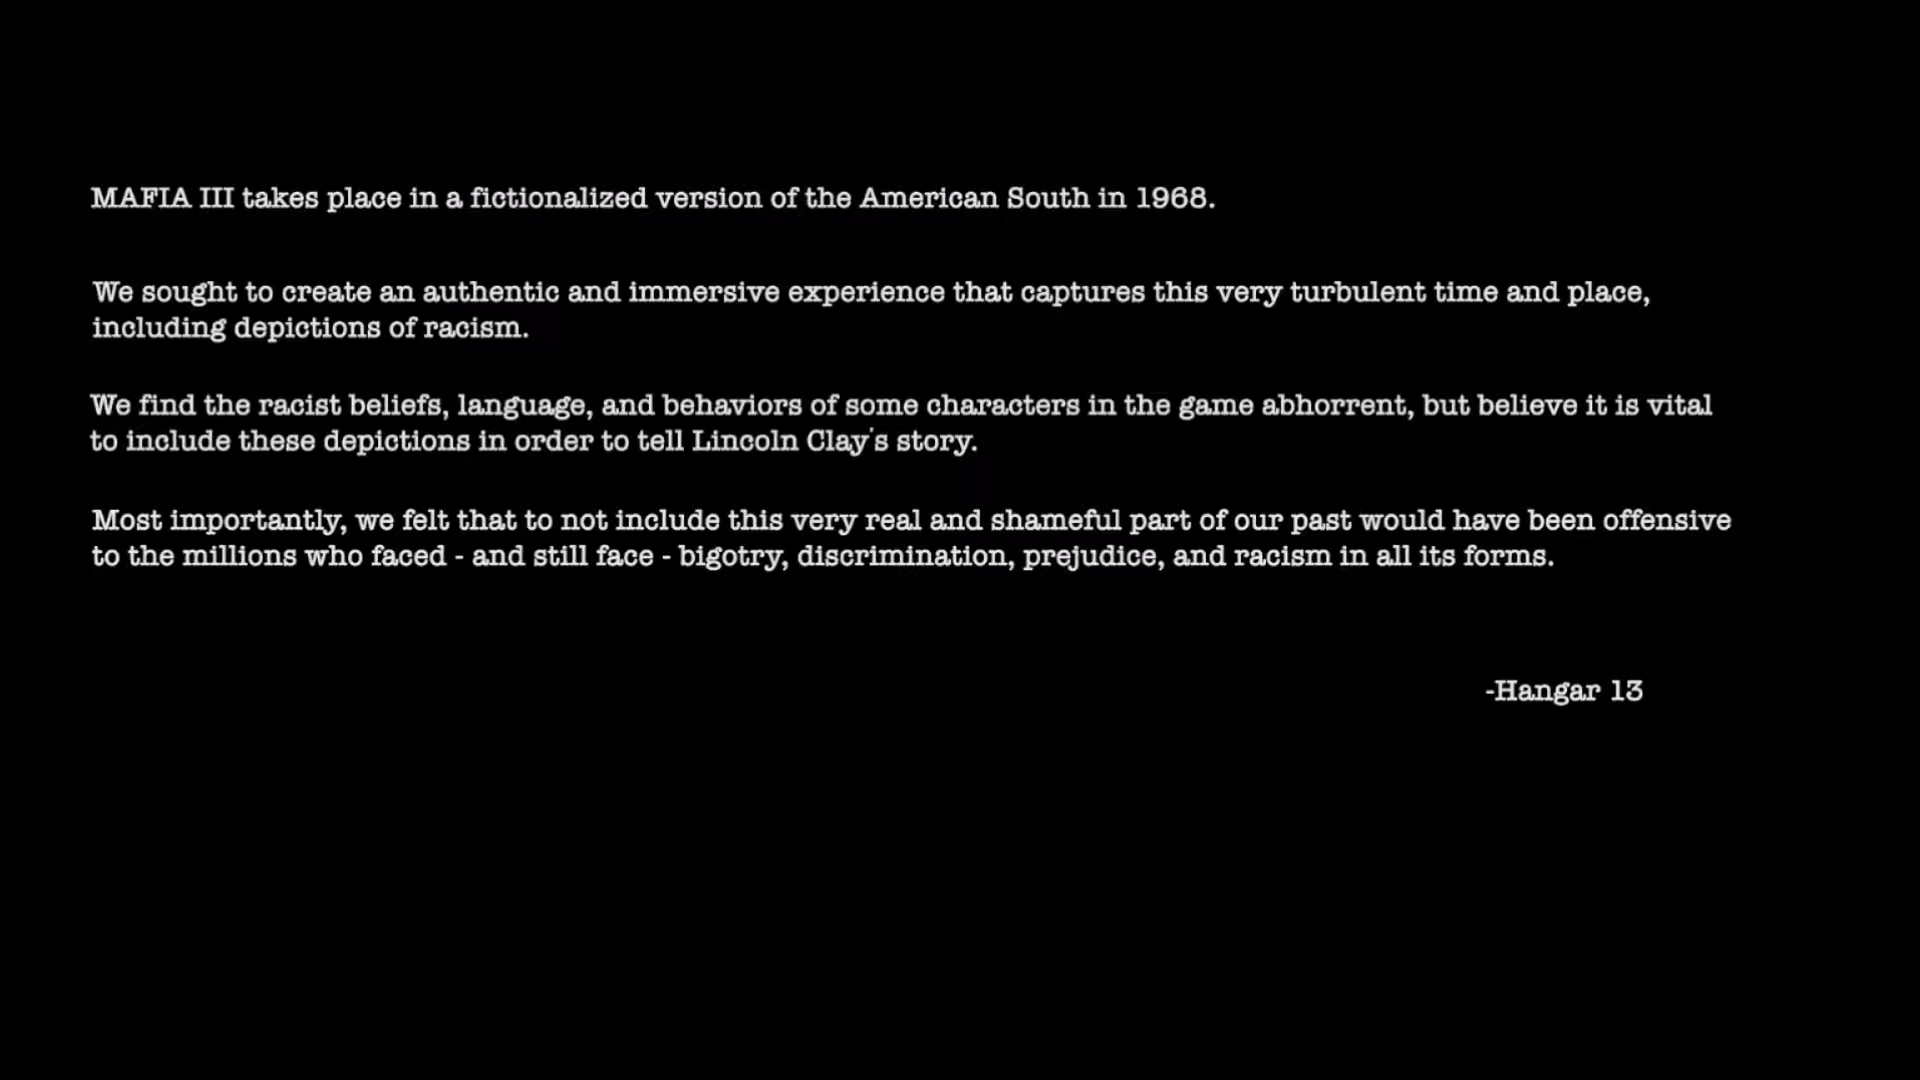 MAFIA III takes place in a fictionalized version of the American South in 1968.
We sought to create an authentic and immersive experience that captures this very turbulent time and place,
including depictions of racism.
We find the racist beliefs, language, and behaviors of some characters in the game abhorrent, but believe it is vital
to include these depictions in order to tell Lincoln Clay's story.
Most importantly, we felt that to not include this very real and shameful part of our past would have been offensive
to the millions who faced - and still face - bigotry, discrimination, prejudice, and racism in all its forms.
-Hangar 13